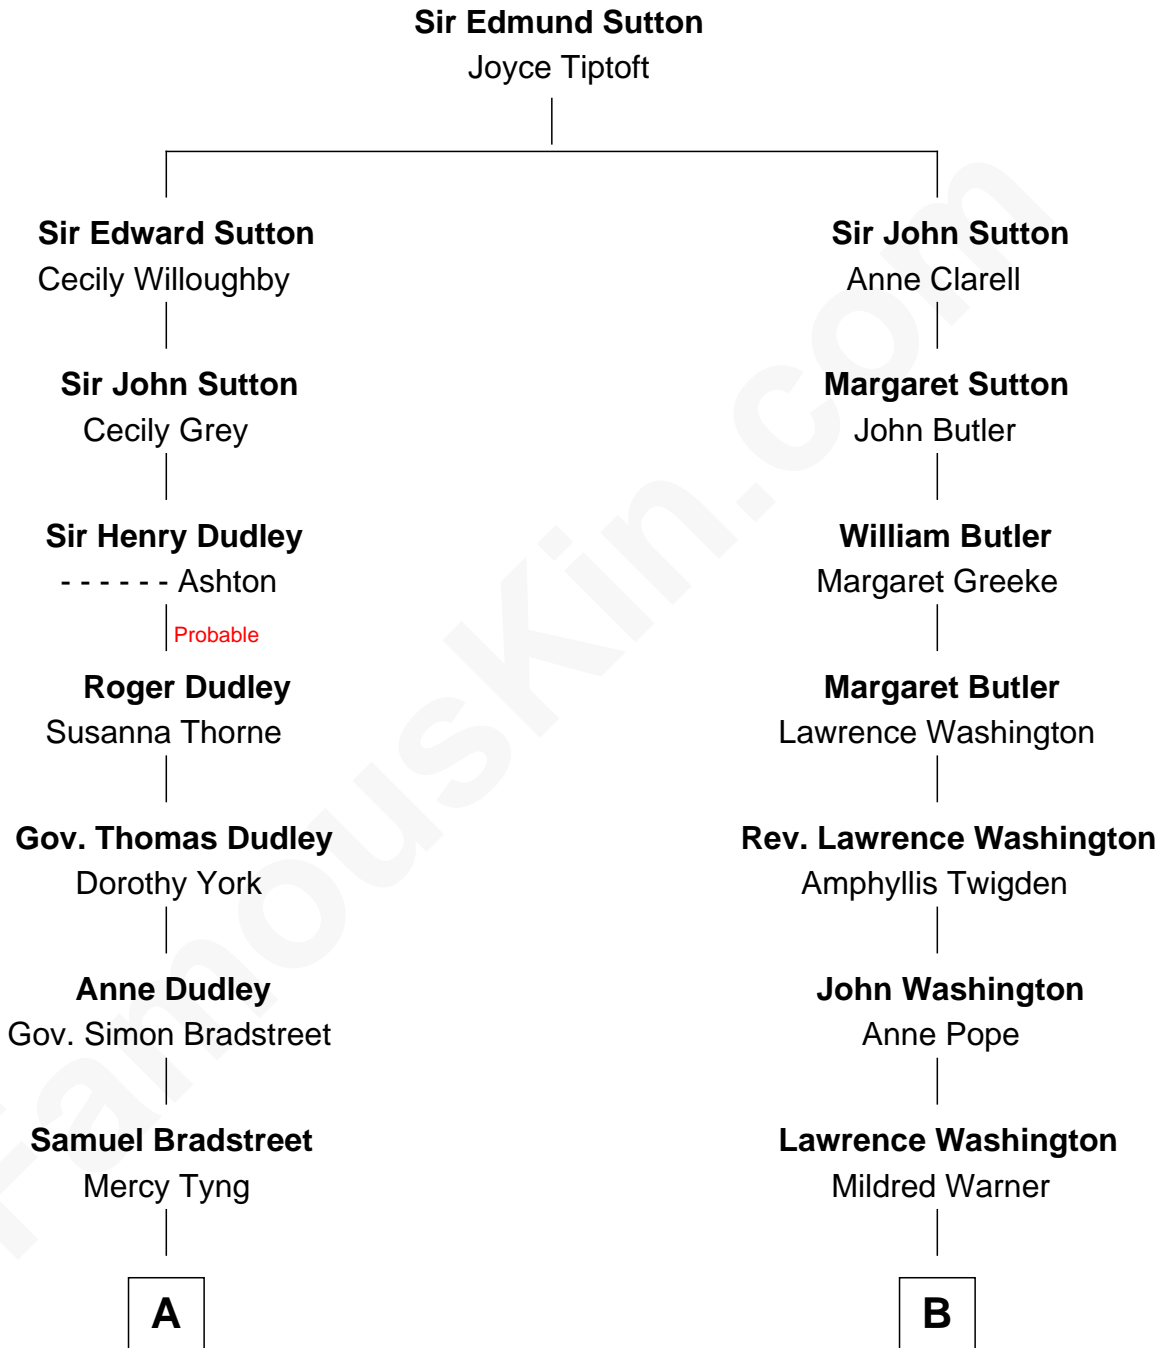 Sir Edmund Sutton
Joyce Tiptoft
Sir Edward Sutton
Cecily Willoughby
Sir John Sutton
Anne Clarell
Sir John Sutton
Cecily Grey
Margaret Sutton
John Butler
Sir Henry Dudley
- - - - - - Ashton
William Butler
Margaret Greeke
Probable
Roger Dudley
Susanna Thorne
Margaret Butler
Lawrence Washington
Gov. Thomas Dudley
Dorothy York
Rev. Lawrence Washington
Amphyllis Twigden
Anne Dudley
Gov. Simon Bradstreet
John Washington
Anne Pope
Samuel Bradstreet
Mercy Tyng
Lawrence Washington
Mildred Warner
A
B
FamousKin.com